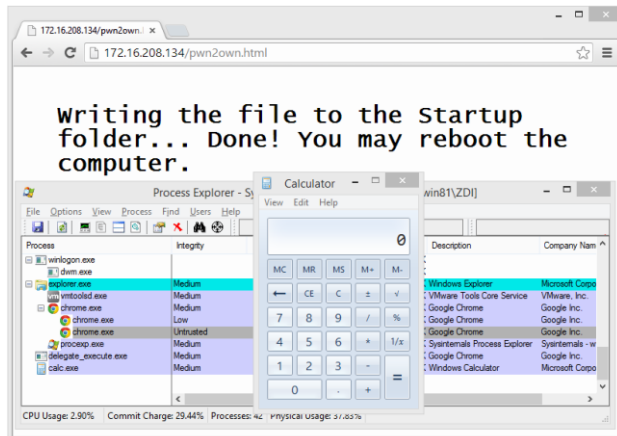 172.16.208.134/pwn2own.
172.16.208.134/pwn2own.html
Writing the file to the Startup
folder... Done! You may reboot the
computer.
Process Explorer - Sy
win81\ZDI]
File Options View Process Find Users Help
Process Integrity Description Company Nam
winlogon.exe
dwm.exe
explorer.exe Medium Windows Explorer Microsoft Corpo
vmtoolsd.exe Medium VMware Tools Core Service VMware, Inc.
chrome.exe Medium Google Chrome Google Inc.
chrome.exe Low Google Chrome Google Inc.
chrome.exe Untrusted Google Chrome Google Inc.
procexp.exe Medium Sysinternals Process Explorer Sysinternals - w
delegate_execute.exe Medium Google Chrome Google Inc.
calc.exe Medium Windows Calculator Microsoft Corpo
CPU Usage: 2.90% Commit Charge: 29.44% Processes: 42 Physical Usage: 37.83%
Calculator
View Edit Help
0
MC MR MS M+ M-
← CE C ± √
7 8 9 / %
4 5 6 * 1/x
1 2 3 - =
0 . +